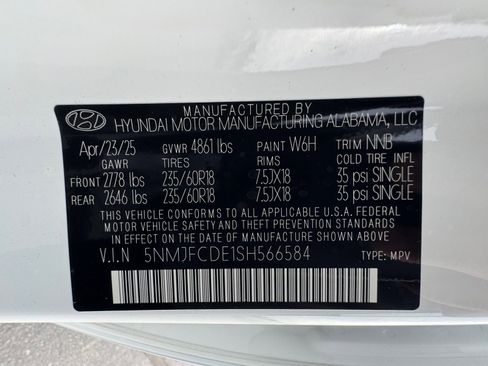 MANUFACTURED BY
HYUNDAI MOTOR MANUFACTURING ALABAMA, LLC
Apr/23/25 GVWR 4861 lbs PAINT W6H TRIM NNB
GAWR TIRES RIMS COLD TIRE INFL
FRONT 2778 lbs 235/60R18 7.5JX18 35 psi SINGLE
REAR 2646 lbs 235/60R18 7.5JX18 35 psi SINGLE
THIS VEHICLE CONFORMS TO ALL APPLICABLE U.S.A. FEDERAL
MOTOR VEHICLE SAFETY AND THEFT PREVENTION STANDARDS
IN EFFECT ON THE DATE OF MANUFACTURE SHOWN ABOVE.
V.I.N 5NMJFCDE1SH566584 TYPE: MPV